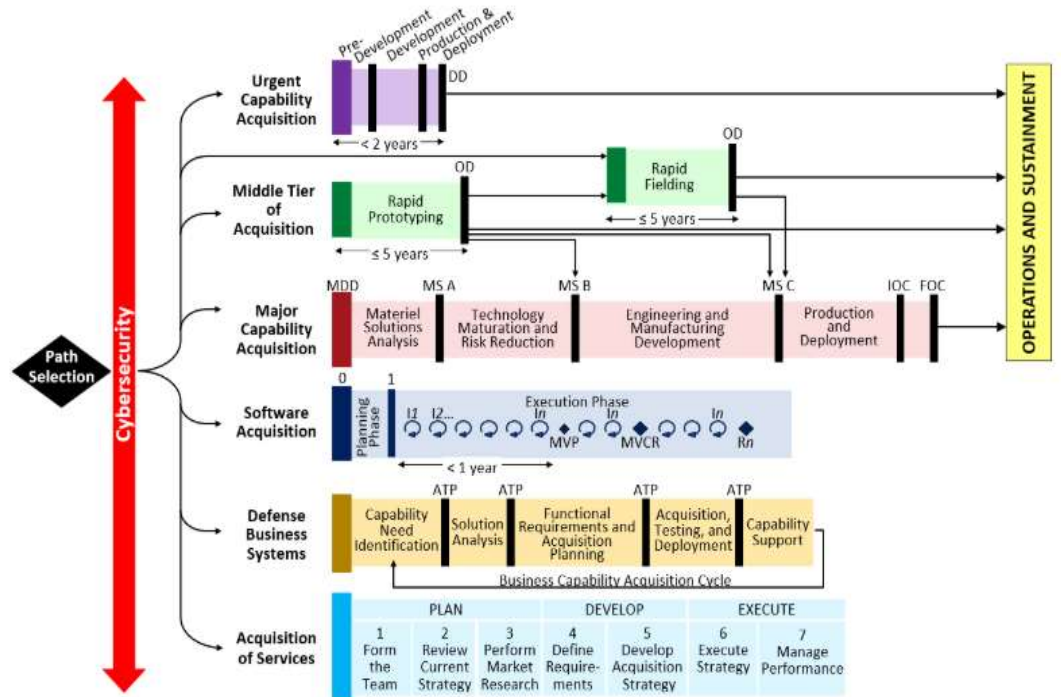 Pre-
Development
Development
Production &
Deployment
Urgent
Capability
Acquisition
DD
< 2 years
OD
Rapid
Fielding
≤ 5 years
Middle Tier
of
Acquisition
OD
Rapid
Prototyping
≤ 5 years
OPERATIONS AND SUSTAINMENT
Path
Selection
Cybersecurity
Major
Capability
Acquisition
MDD
MS A
MS B
MS C
IOC
FOC
Materiel
Solutions
Analysis
Technology
Maturation and
Risk Reduction
Engineering and
Manufacturing
Development
Production
and
Deployment
Software
Acquisition
0
1
Planning
Phase
Execution Phase
I1 I2... In In In
MVP MVCR Rn
< 1 year
Defense
Business
Systems
ATP ATP ATP ATP
Capability
Need
Identification
Solution
Analysis
Functional
Requirements and
Acquisition
Planning
Acquisition,
Testing, and
Deployment
Capability
Support
Business Capability Acquisition Cycle
Acquisition
of Services
PLAN DEVELOP EXECUTE
1
Form
the
Team
2
Review
Current
Strategy
3
Perform
Market
Research
4
Define
Require-
ments
5
Develop
Acquisition
Strategy
6
Execute
Strategy
7
Manage
Performance